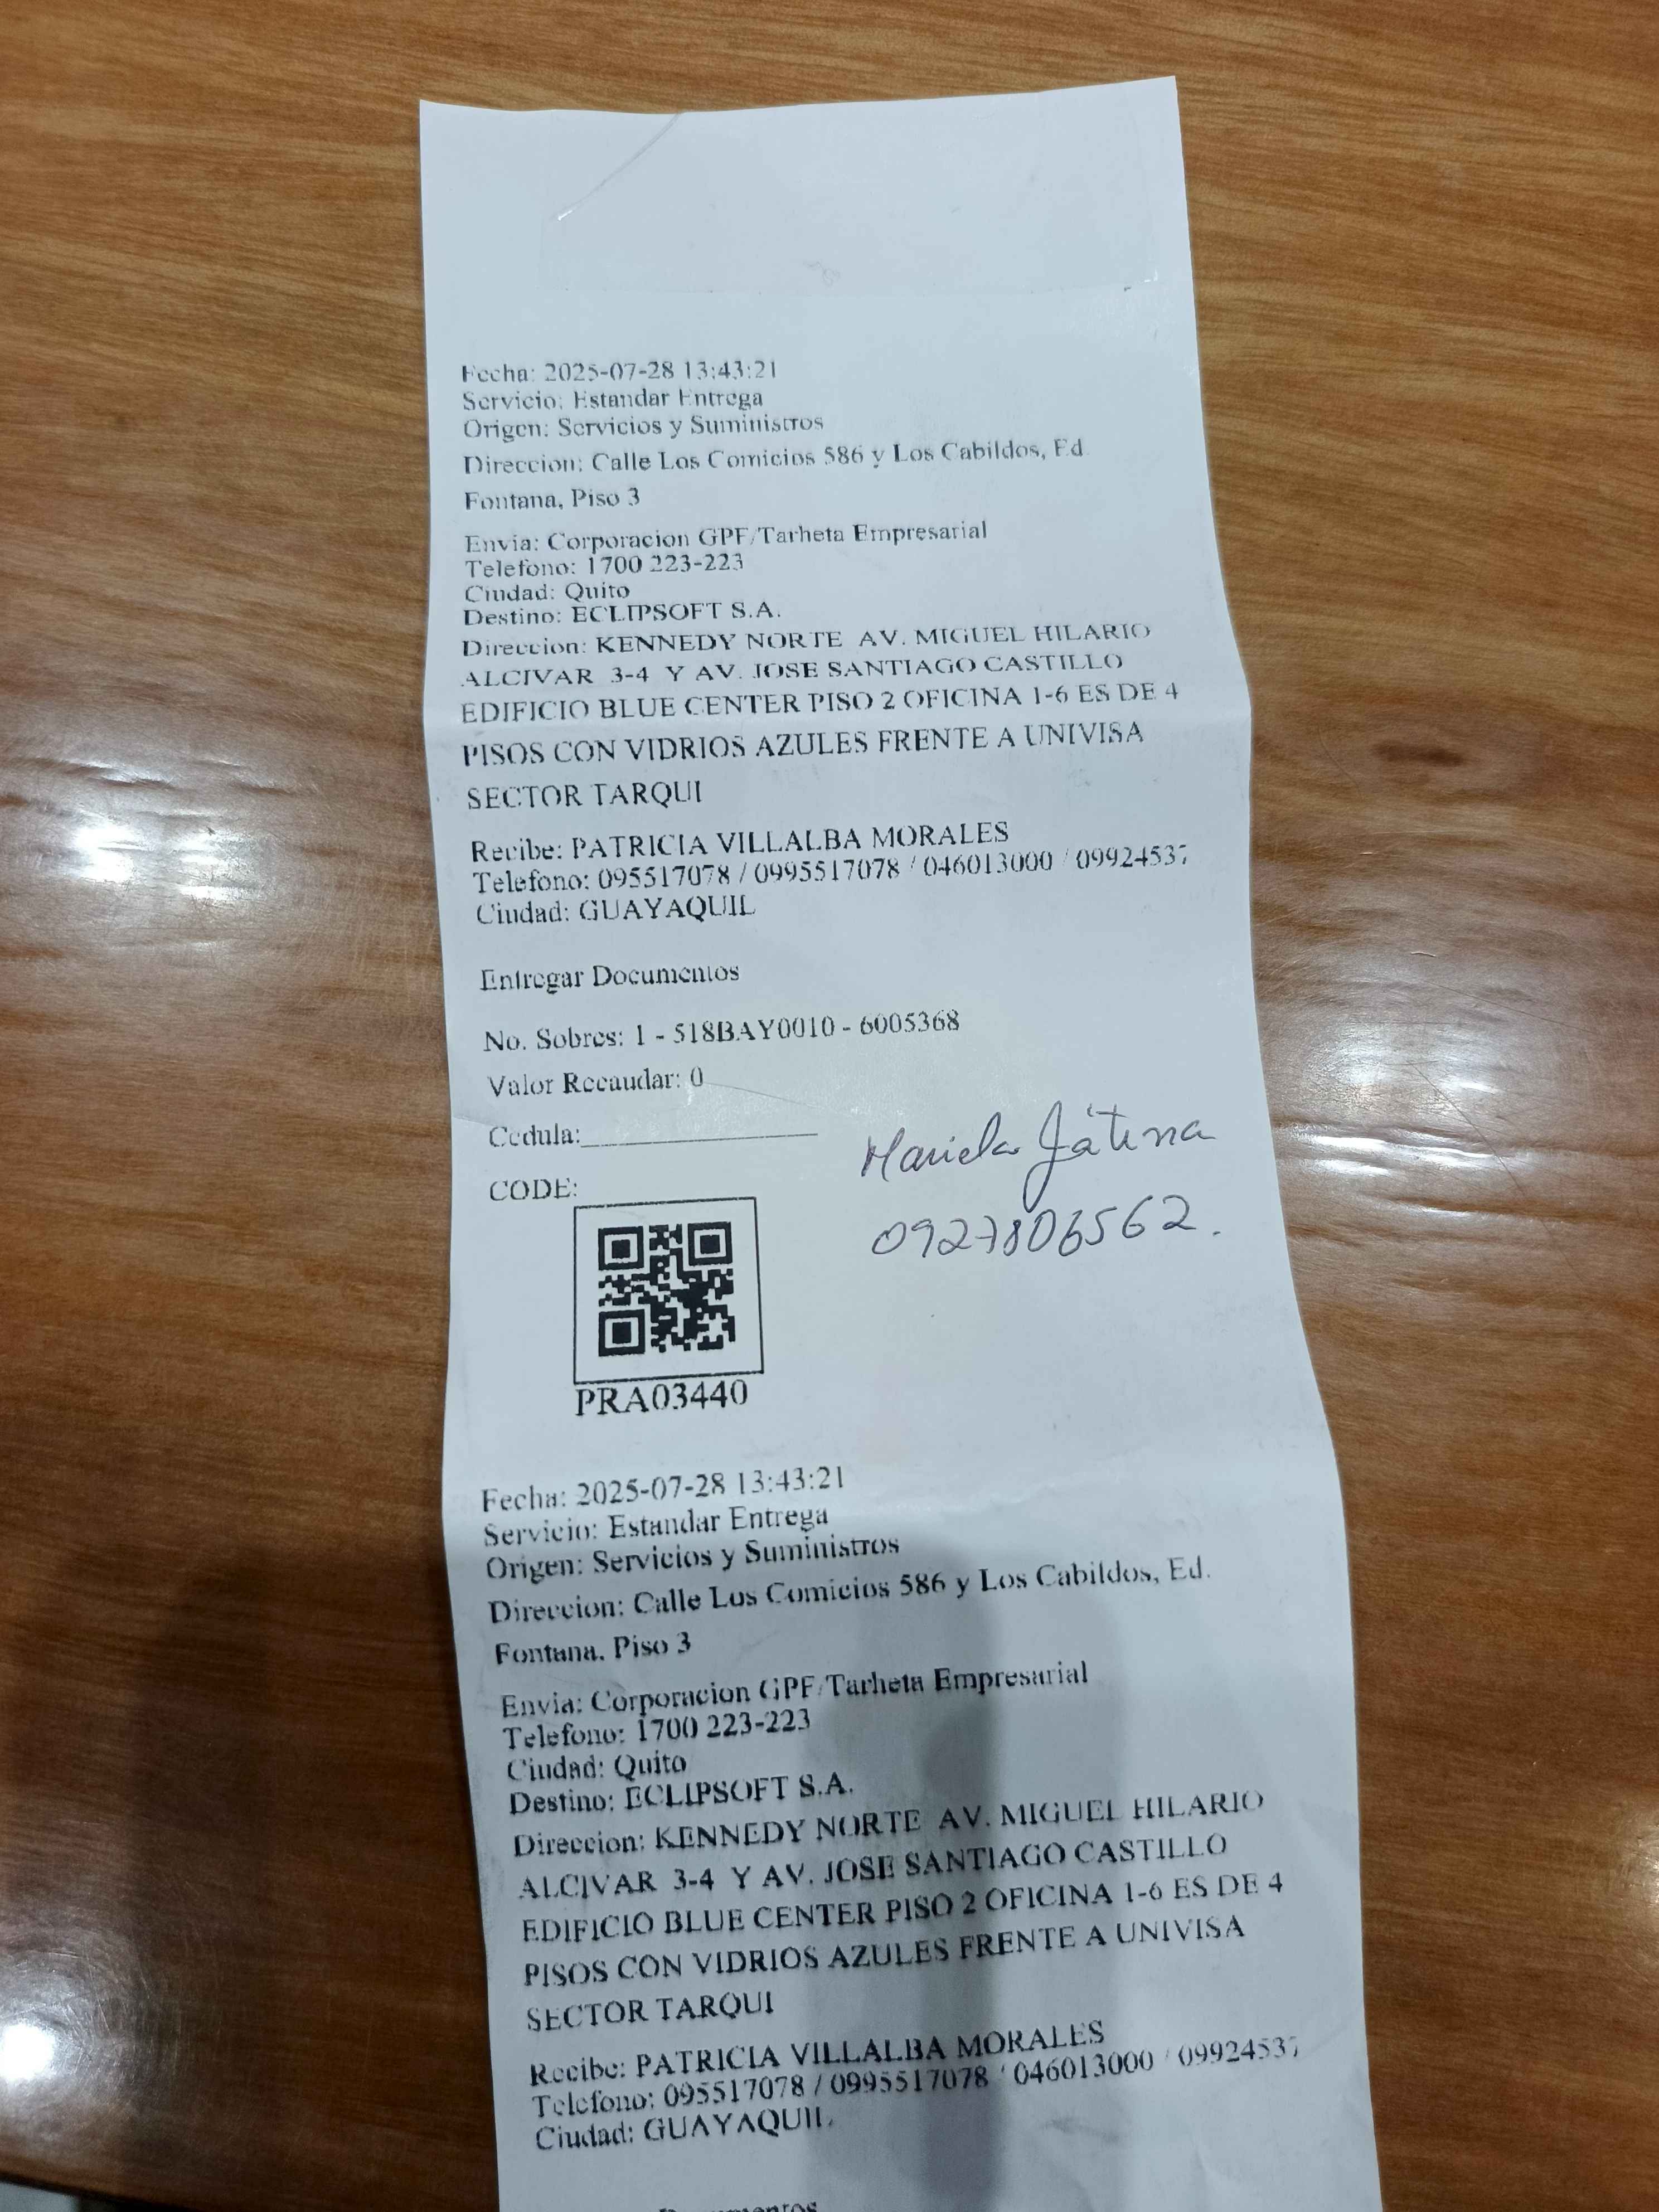 Fecha: 2025-07-28 13:43:21
Servicio: Estandar Entrega
Origen: Servicios y Suministros
Direccion: Calle Los Comicios 586 y Los Cabildos, Ed.
Fontana, Piso 3
Envia: Corporacion GPF/Tarheta Empresarial
Telefono: 1700 223-223
Ciudad: Quito
Destino: ECLIPSOFT S.A.
Direccion: KENNEDY NORTE AV. MIGUEL HILARIO
ALCIVAR 3-4 Y AV. JOSE SANTIAGO CASTILLO
EDIFICIO BLUE CENTER PISO 2 OFICINA 1-6 ES DE 4
PISOS CON VIDRIOS AZULES FRENTE A UNIVISA
SECTOR TARQUI
Recibe: PATRICIA VILLALBA MORALES
Telefono: 095517078 / 0995517078 / 046013000 /
Ciudad: GUAYAQUIL
Entregar Documentos
No. Sobres: 1 - 518BAY0010 - 6005368
Valor Recaudar: 0
Cedula:
Mariela Játiva
0927806562.
CODE:
PRA03440
Fecha: 2025-07-28 13:43:21
Servicio: Estandar Entrega
Origen: Servicios y Suministros
Direccion: Calle Los Comicios 586 y Los Cabildos, Ed.
Fontana, Piso 3
Envia: Corporacion GPF/Tarheta Empresarial
Telefono: 1700 223-223
Ciudad: Quito
Destino: ECLIPSOFT S.A.
Direccion: KENNEDY NORTE AV. MIGUEL HILARIO
ALCIVAR 3-4 Y AV. JOSE SANTIAGO CASTILLO
EDIFICIO BLUE CENTER PISO 2 OFICINA 1-6 ES DE 4
PISOS CON VIDRIOS AZULES FRENTE A UNIVISA
SECTOR TARQUI
Recibe: PATRICIA VILLALBA MORALES
Telefono: 095517078 / 0995517078 / 046013000 /
Ciudad: GUAYAQUIL